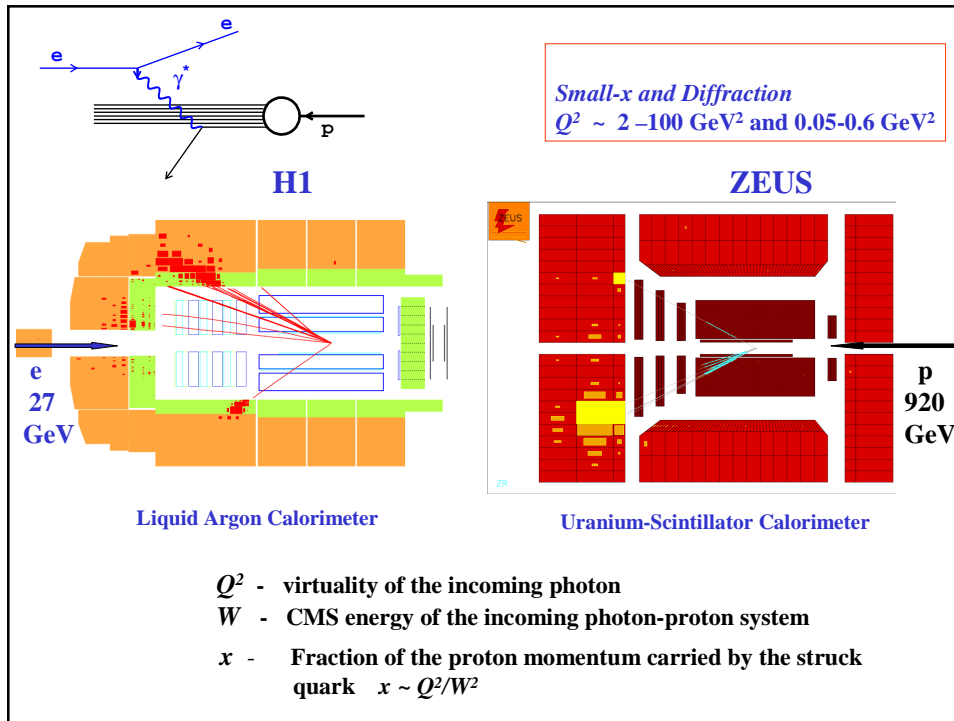 e
e
γ*
p
Small-x and Diffraction
Q² ~ 2 –100 GeV² and 0.05-0.6 GeV²
H1
ZEUS
ZEUS
e
27
GeV
p
920
GeV
ZR
Liquid Argon Calorimeter
Uranium-Scintillator Calorimeter
Q² - virtuality of the incoming photon
W - CMS energy of the incoming photon-proton system
x - Fraction of the proton momentum carried by the struck
quark x ~ Q²/W²